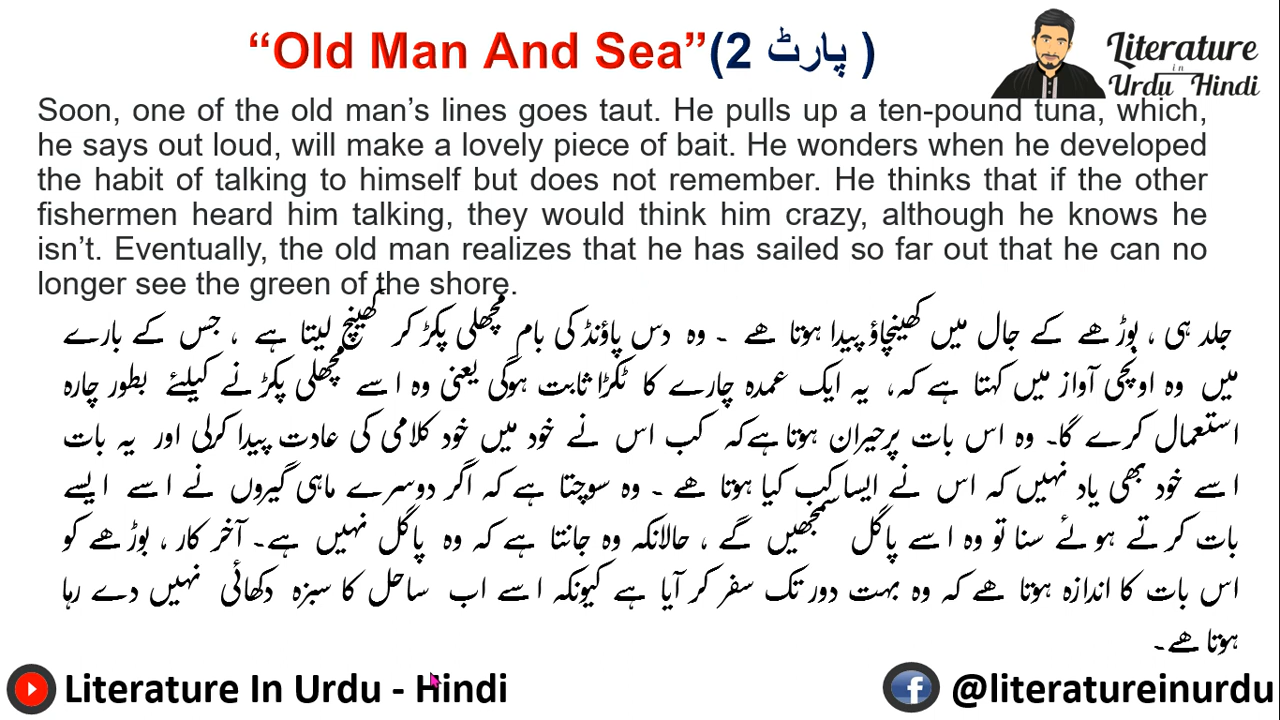 “Old Man And Sea”(2 پارٹ )
Literature
in
Urdu Hindi
Soon, one of the old man’s lines goes taut. He pulls up a ten-pound tuna, which,
he says out loud, will make a lovely piece of bait. He wonders when he developed
the habit of talking to himself but does not remember. He thinks that if the other
fishermen heard him talking, they would think him crazy, although he knows he
isn’t. Eventually, the old man realizes that he has sailed so far out that he can no
longer see the green of the shore.
جلد ہی ، بوڑھے کے جال میں کھینچاؤ پیدا ہوتا ھے ۔ وہ دس پاؤنڈ کی بام مچھلی پکڑ کر کھینچ لیتا ہے ، جس کے بارے
میں وہ اونچی آواز میں کہتا ہے کہ، یہ ایک عمدہ چارے کا ٹکڑا ثابت ہوگی یعنی وہ اسے مچھلی پکڑنے کیلئے بطور چارہ
استعمال کرے گا۔ وہ اس بات پرحیران ہوتا ہےکہ کب اس نے خود میں خود کلامی کی عادت پیدا کرلی اور یہ بات
اسے خود بھی یاد نہیں کہ اس نے ایسا کب کیا ہوتا ھے ۔ وہ سوچتا ہے کہ اگر دوسرے ماہی گیروں نے اسے ایسے
بات کرتے ہوئے سنا تو وہ اسے پاگل سمجھیں گے ، حالانکہ وہ جانتا ہے کہ وہ پاگل نہیں ہے۔ آخر کار ، بوڑھے کو
اس بات کا اندازہ ہوتا ھے کہ وہ بہت دور تک سفر کر آیا ہے کیونکہ اسے اب ساحل کا سبزہ دکھائی نہیں دے رہا
ہوتا ھے۔
Literature In Urdu - Hindi
@literatureinurdu